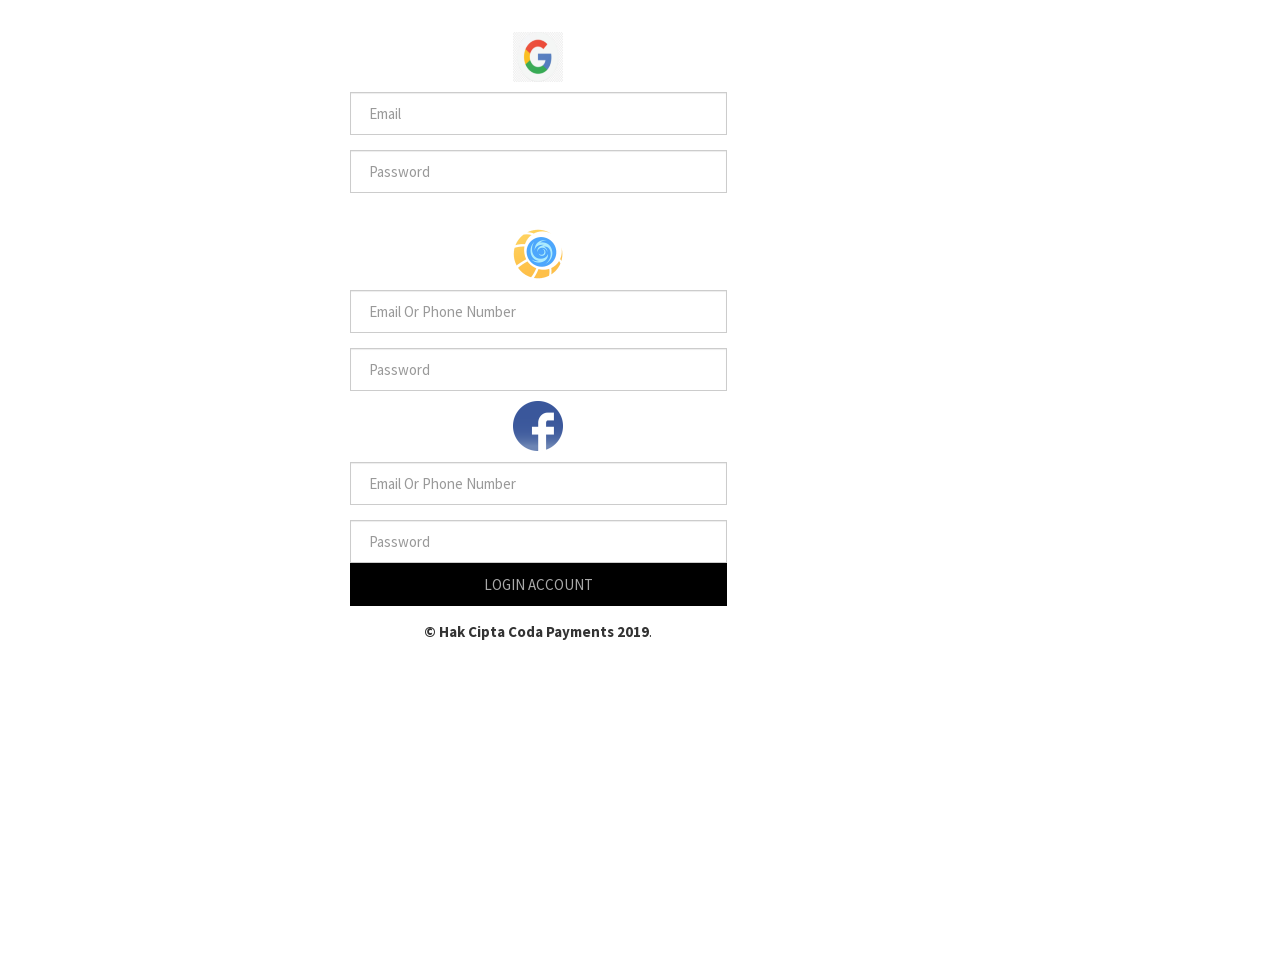 Email
Password
Email Or Phone Number
Password
Email Or Phone Number
Password
LOGIN ACCOUNT
© Hak Cipta Coda Payments 2019.